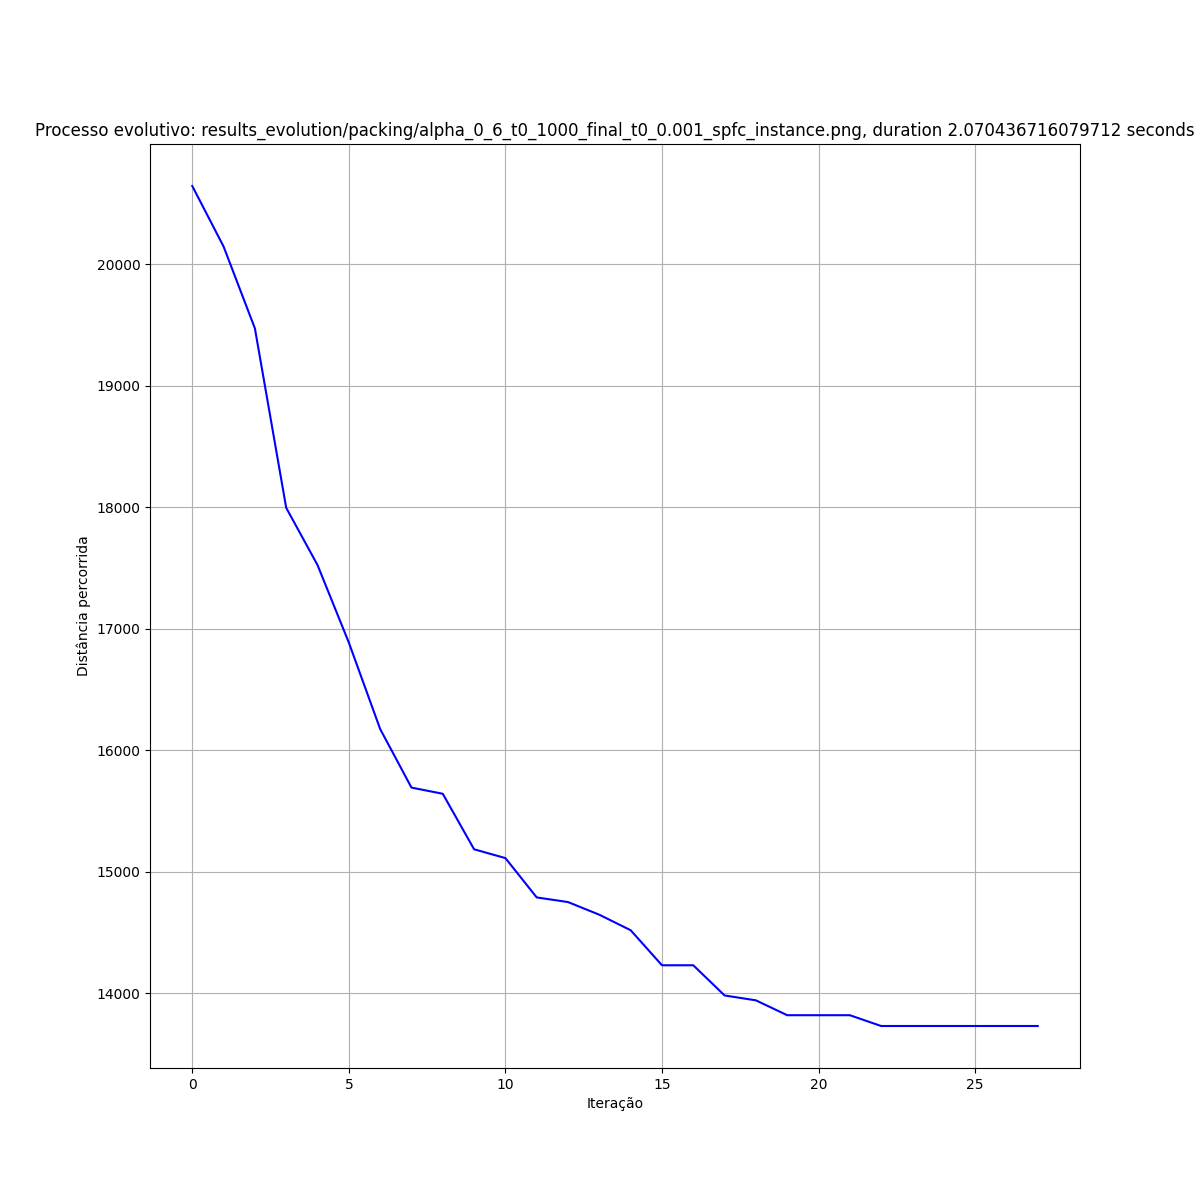 Processo evolutivo: results_evolution/packing/alpha_0_6_t0_1000_final_t0_0.001_spfc_instance.png, duration 2.070436716079712 seconds
20000
19000
18000
17000
16000
15000
14000
Distância percorrida
0 5 10 15 20 25
Iteração